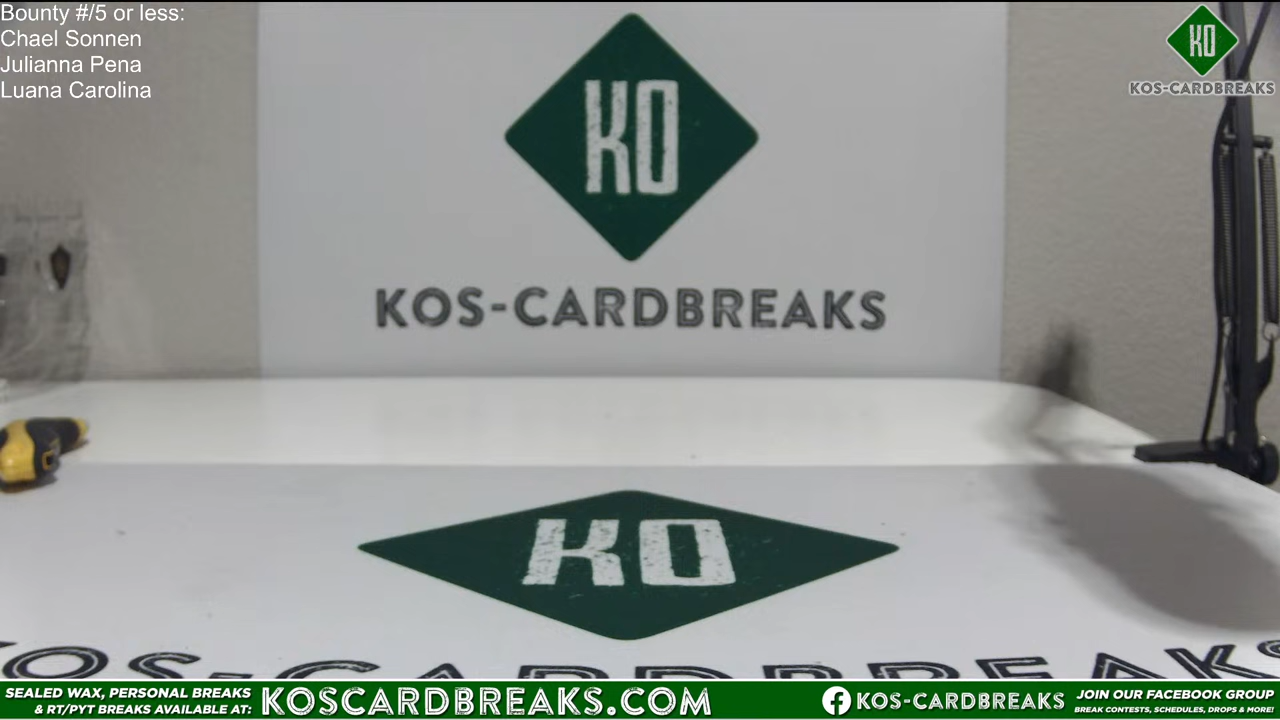 Bounty #/5 or less:
Chael Sonnen
Julianna Pena
Luana Carolina
KO
KOS-CARDBREAKS
KO
KOS-CARDBREAKS
KO
KOS-CARDBREAKS
SEALED WAX, PERSONAL BREAKS
& RT/PYT BREAKS AVAILABLE AT:
KOSCARDBREAKS.COM
KOS-CARDBREAKS
JOIN OUR FACEBOOK GROUP
BREAK CONTESTS, SCHEDULES, DROPS & MORE!